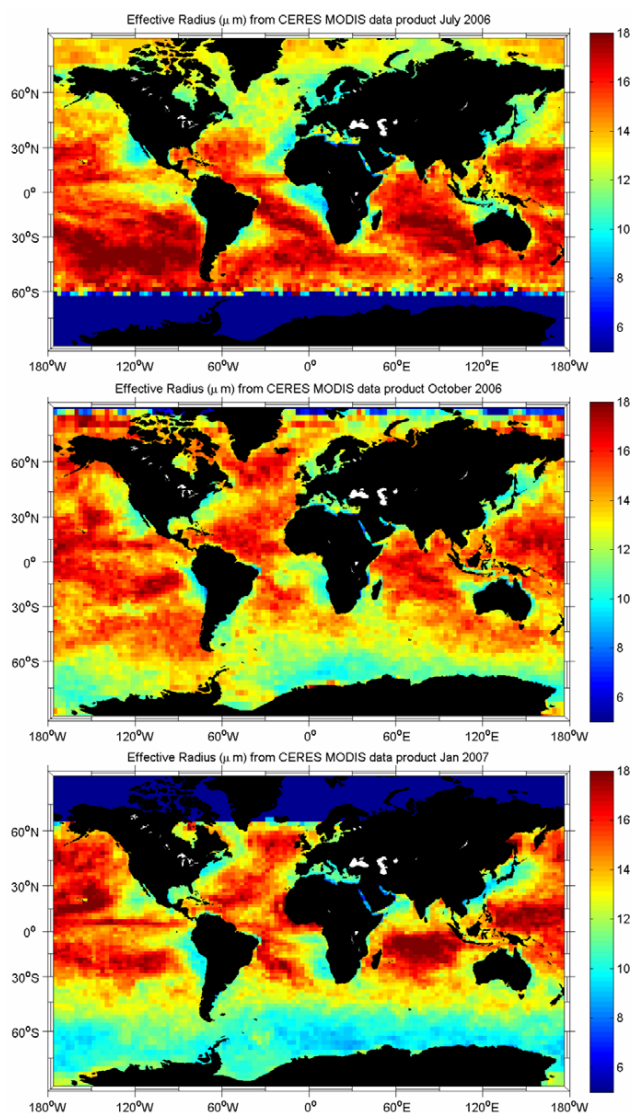 Effective Radius (μ m) from CERES MODIS data product July 2006
18
16
14
12
10
8
6
60°N
30°N
0°
30°S
60°S
180°W 120°W 60°W 0° 60°E 120°E 180°W
Effective Radius (μ m) from CERES MODIS data product October 2006
18
16
14
12
10
8
6
60°N
30°N
0°
30°S
60°S
180°W 120°W 60°W 0° 60°E 120°E 180°W
Effective Radius (μ m) from CERES MODIS data product Jan 2007
18
16
14
12
10
8
6
60°N
30°N
0°
30°S
60°S
180°W 120°W 60°W 0° 60°E 120°E 180°W